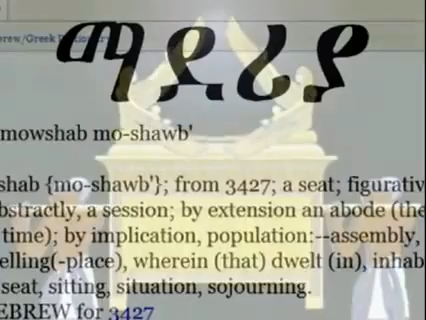 rew/Greek
ማደሪያ
mowshab mo-shawb'
shab {mo-shawb'}; from 3427; a seat; figurativ
bstractly, a session; by extension an abode (the
time); by implication, population:--assembly,
elling(-place), wherein (that) dwelt (in), inhab
seat, sitting, situation, sojourning.
EBREW for 3427